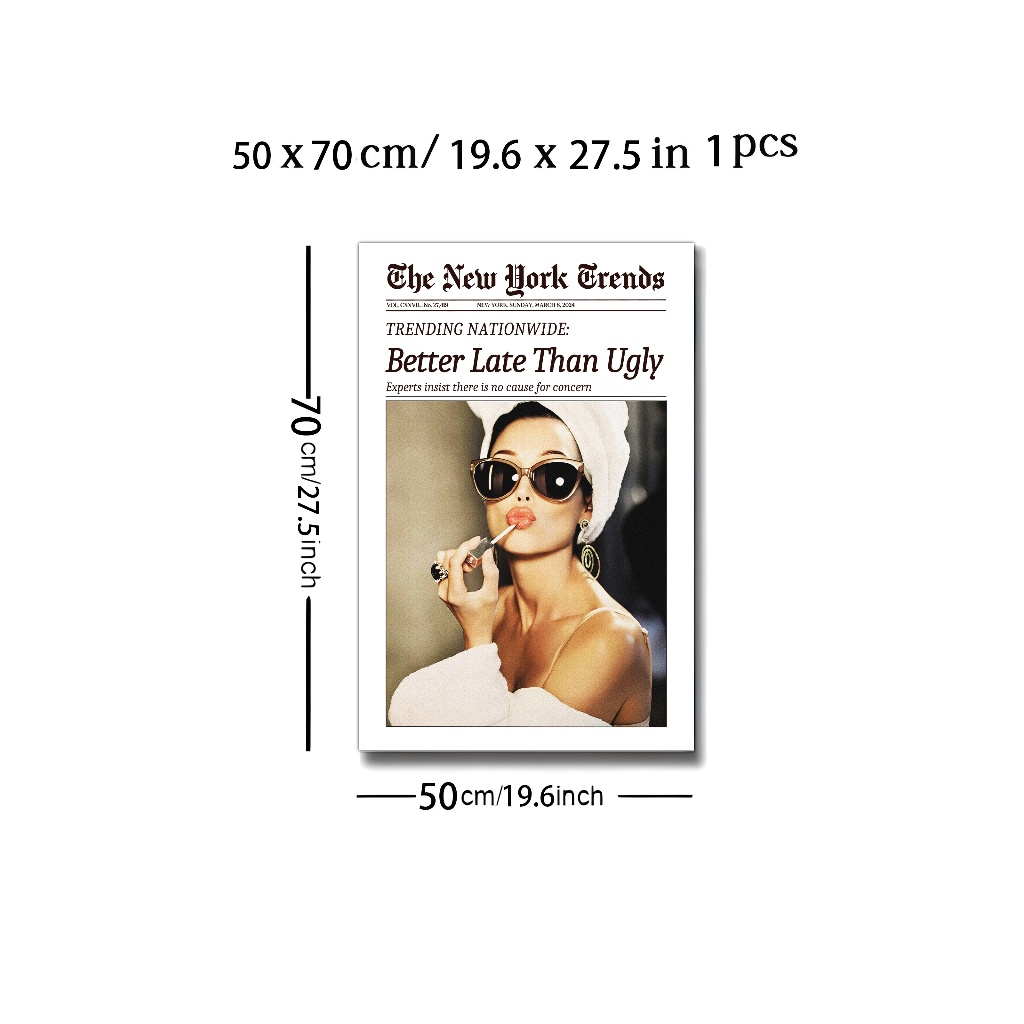 50 x 70 cm/ 19.6 x 27.5 in 1 pcs
The New York Trends
NEW YORK, SUNDAY, MARCH 8, 2024
TRENDING NATIONWIDE:
Better Late Than Ugly
Experts insist there is no cause for concern
70 cm/27.5inch
50cm/19.6inch